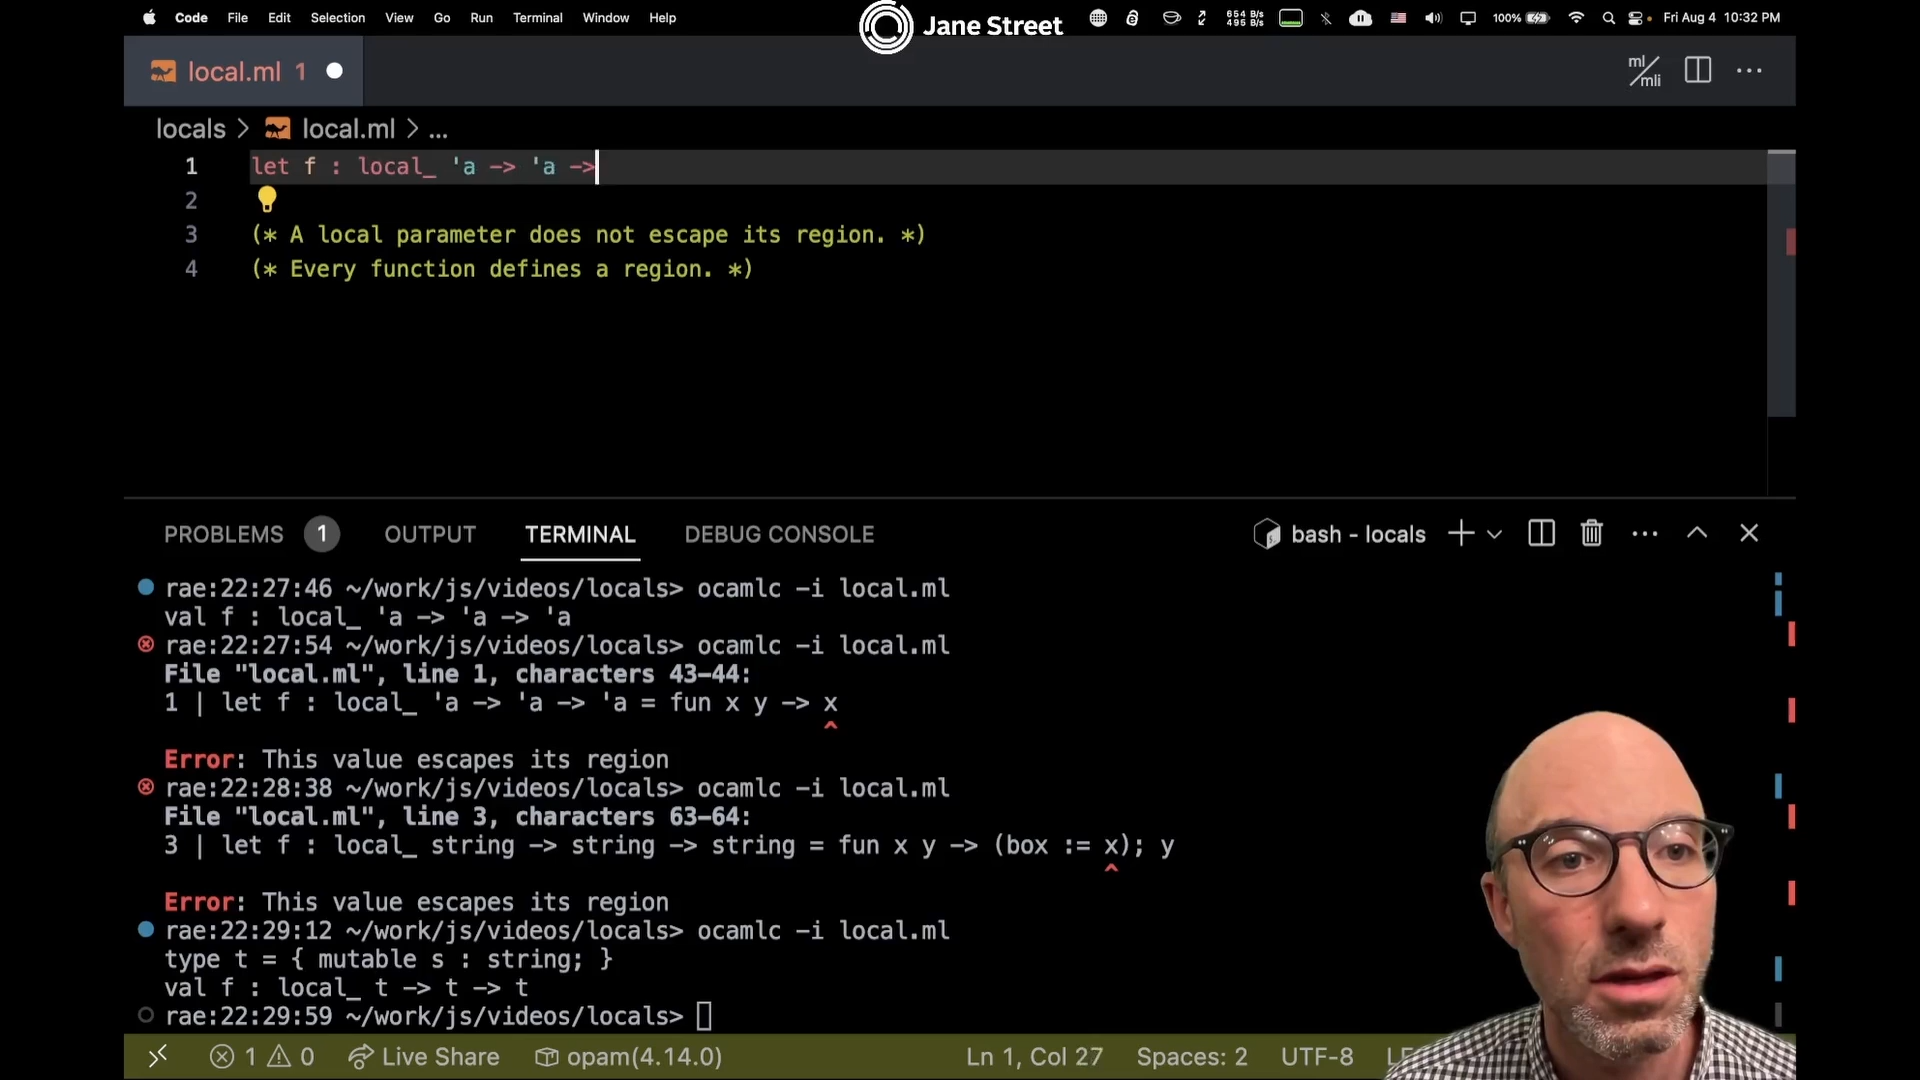 Code File Edit Selection View Go Run Terminal Window Help
Jane Street
654 B/s
495 B/s
100%
Fri Aug 4 10:32 PM
local.ml 1
ml/mli
locals > local.ml > ...
1 let f : local_ 'a -> 'a ->
2
3 (* A local parameter does not escape its region. *)
4 (* Every function defines a region. *)
PROBLEMS 1 OUTPUT TERMINAL DEBUG CONSOLE
bash - locals
rae:22:27:46 ~/work/js/videos/locals> ocamlc -i local.ml
val f : local_ 'a -> 'a -> 'a
rae:22:27:54 ~/work/js/videos/locals> ocamlc -i local.ml
File "local.ml", line 1, characters 43-44:
1 | let f : local_ 'a -> 'a -> 'a = fun x y -> x
^
Error: This value escapes its region
rae:22:28:38 ~/work/js/videos/locals> ocamlc -i local.ml
File "local.ml", line 3, characters 63-64:
3 | let f : local_ string -> string -> string = fun x y -> (box := x); y
^
Error: This value escapes its region
rae:22:29:12 ~/work/js/videos/locals> ocamlc -i local.ml
type t = { mutable s : string; }
val f : local_ t -> t -> t
rae:22:29:59 ~/work/js/videos/locals>
1 0 Live Share opam(4.14.0) Ln 1, Col 27 Spaces: 2 UTF-8